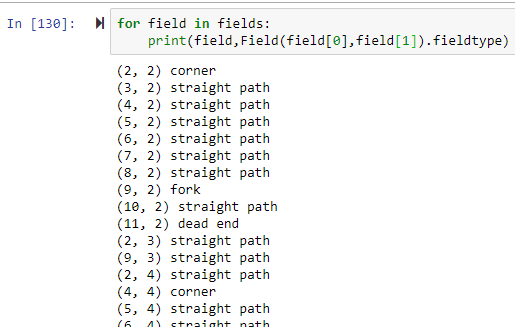 In [130]:
for field in fields:
print(field,Field(field[0],field[1]).fieldtype)
(2, 2) corner
(3, 2) straight path
(4, 2) straight path
(5, 2) straight path
(6, 2) straight path
(7, 2) straight path
(8, 2) straight path
(9, 2) fork
(10, 2) straight path
(11, 2) dead end
(2, 3) straight path
(9, 3) straight path
(2, 4) straight path
(4, 4) corner
(5, 4) straight path
(6, 4) straight path